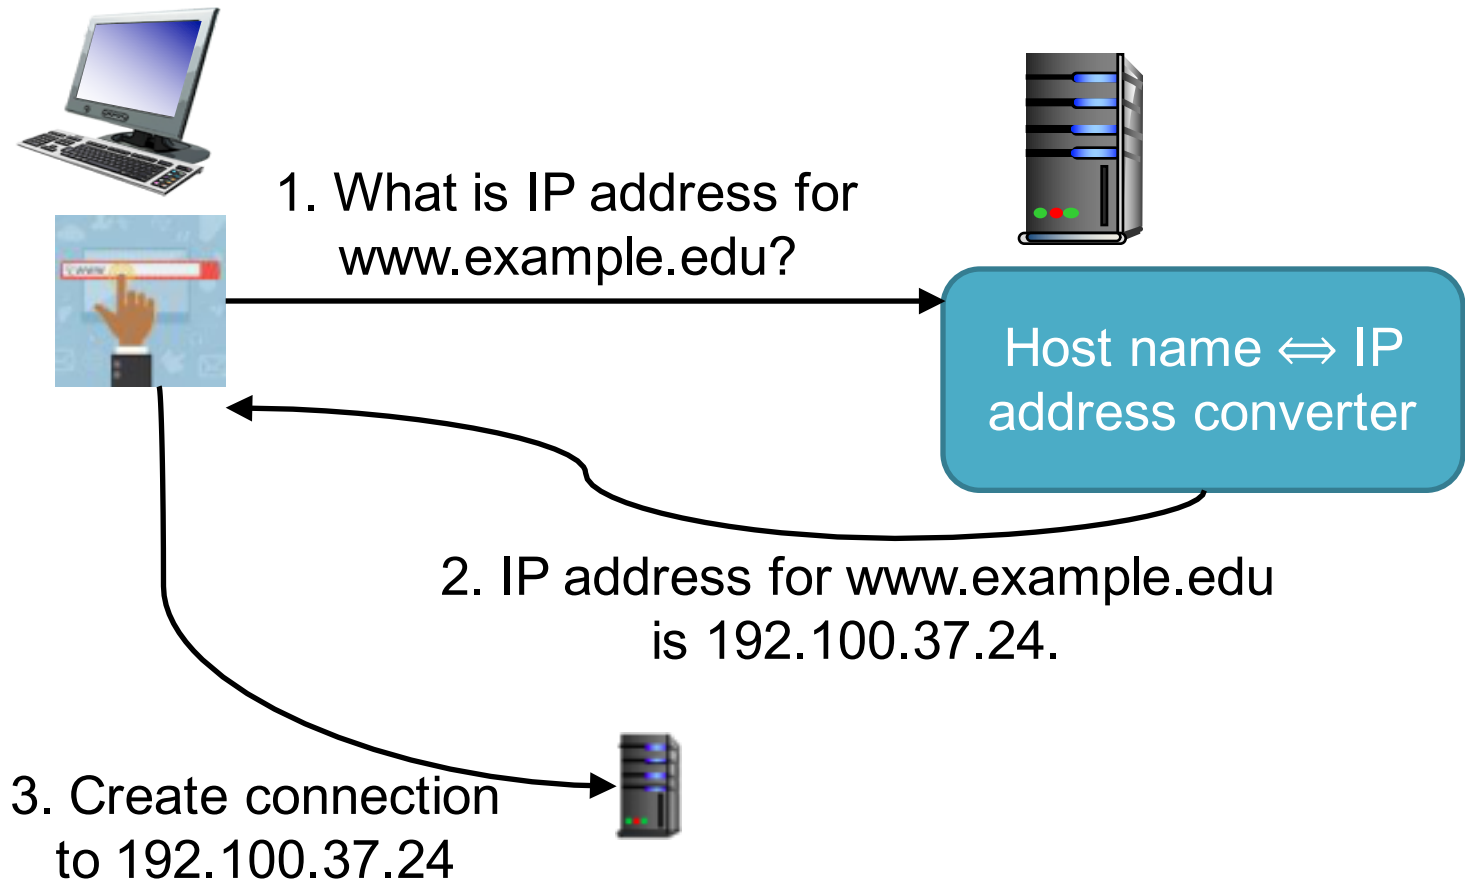 1. What is IP address for
www.example.edu?
Host name ⟺ IP
address converter
2. IP address for www.example.edu
is 192.100.37.24.
3. Create connection
to 192.100.37.24